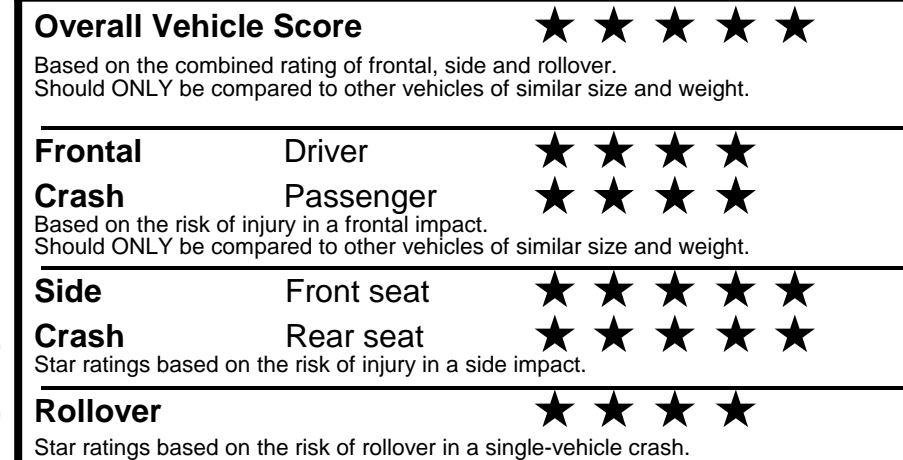 Overall Vehicle Score ★ ★ ★ ★ ★
Based on the combined rating of frontal, side and rollover.
Should ONLY be compared to other vehicles of similar size and weight.
Frontal Driver ★ ★ ★ ★
Crash Passenger ★ ★ ★ ★
Based on the risk of injury in a frontal impact.
Should ONLY be compared to other vehicles of similar size and weight.
Side Front seat ★ ★ ★ ★ ★
Crash Rear seat ★ ★ ★ ★ ★
Star ratings based on the risk of injury in a side impact.
Rollover ★ ★ ★ ★
Star ratings based on the risk of rollover in a single-vehicle crash.